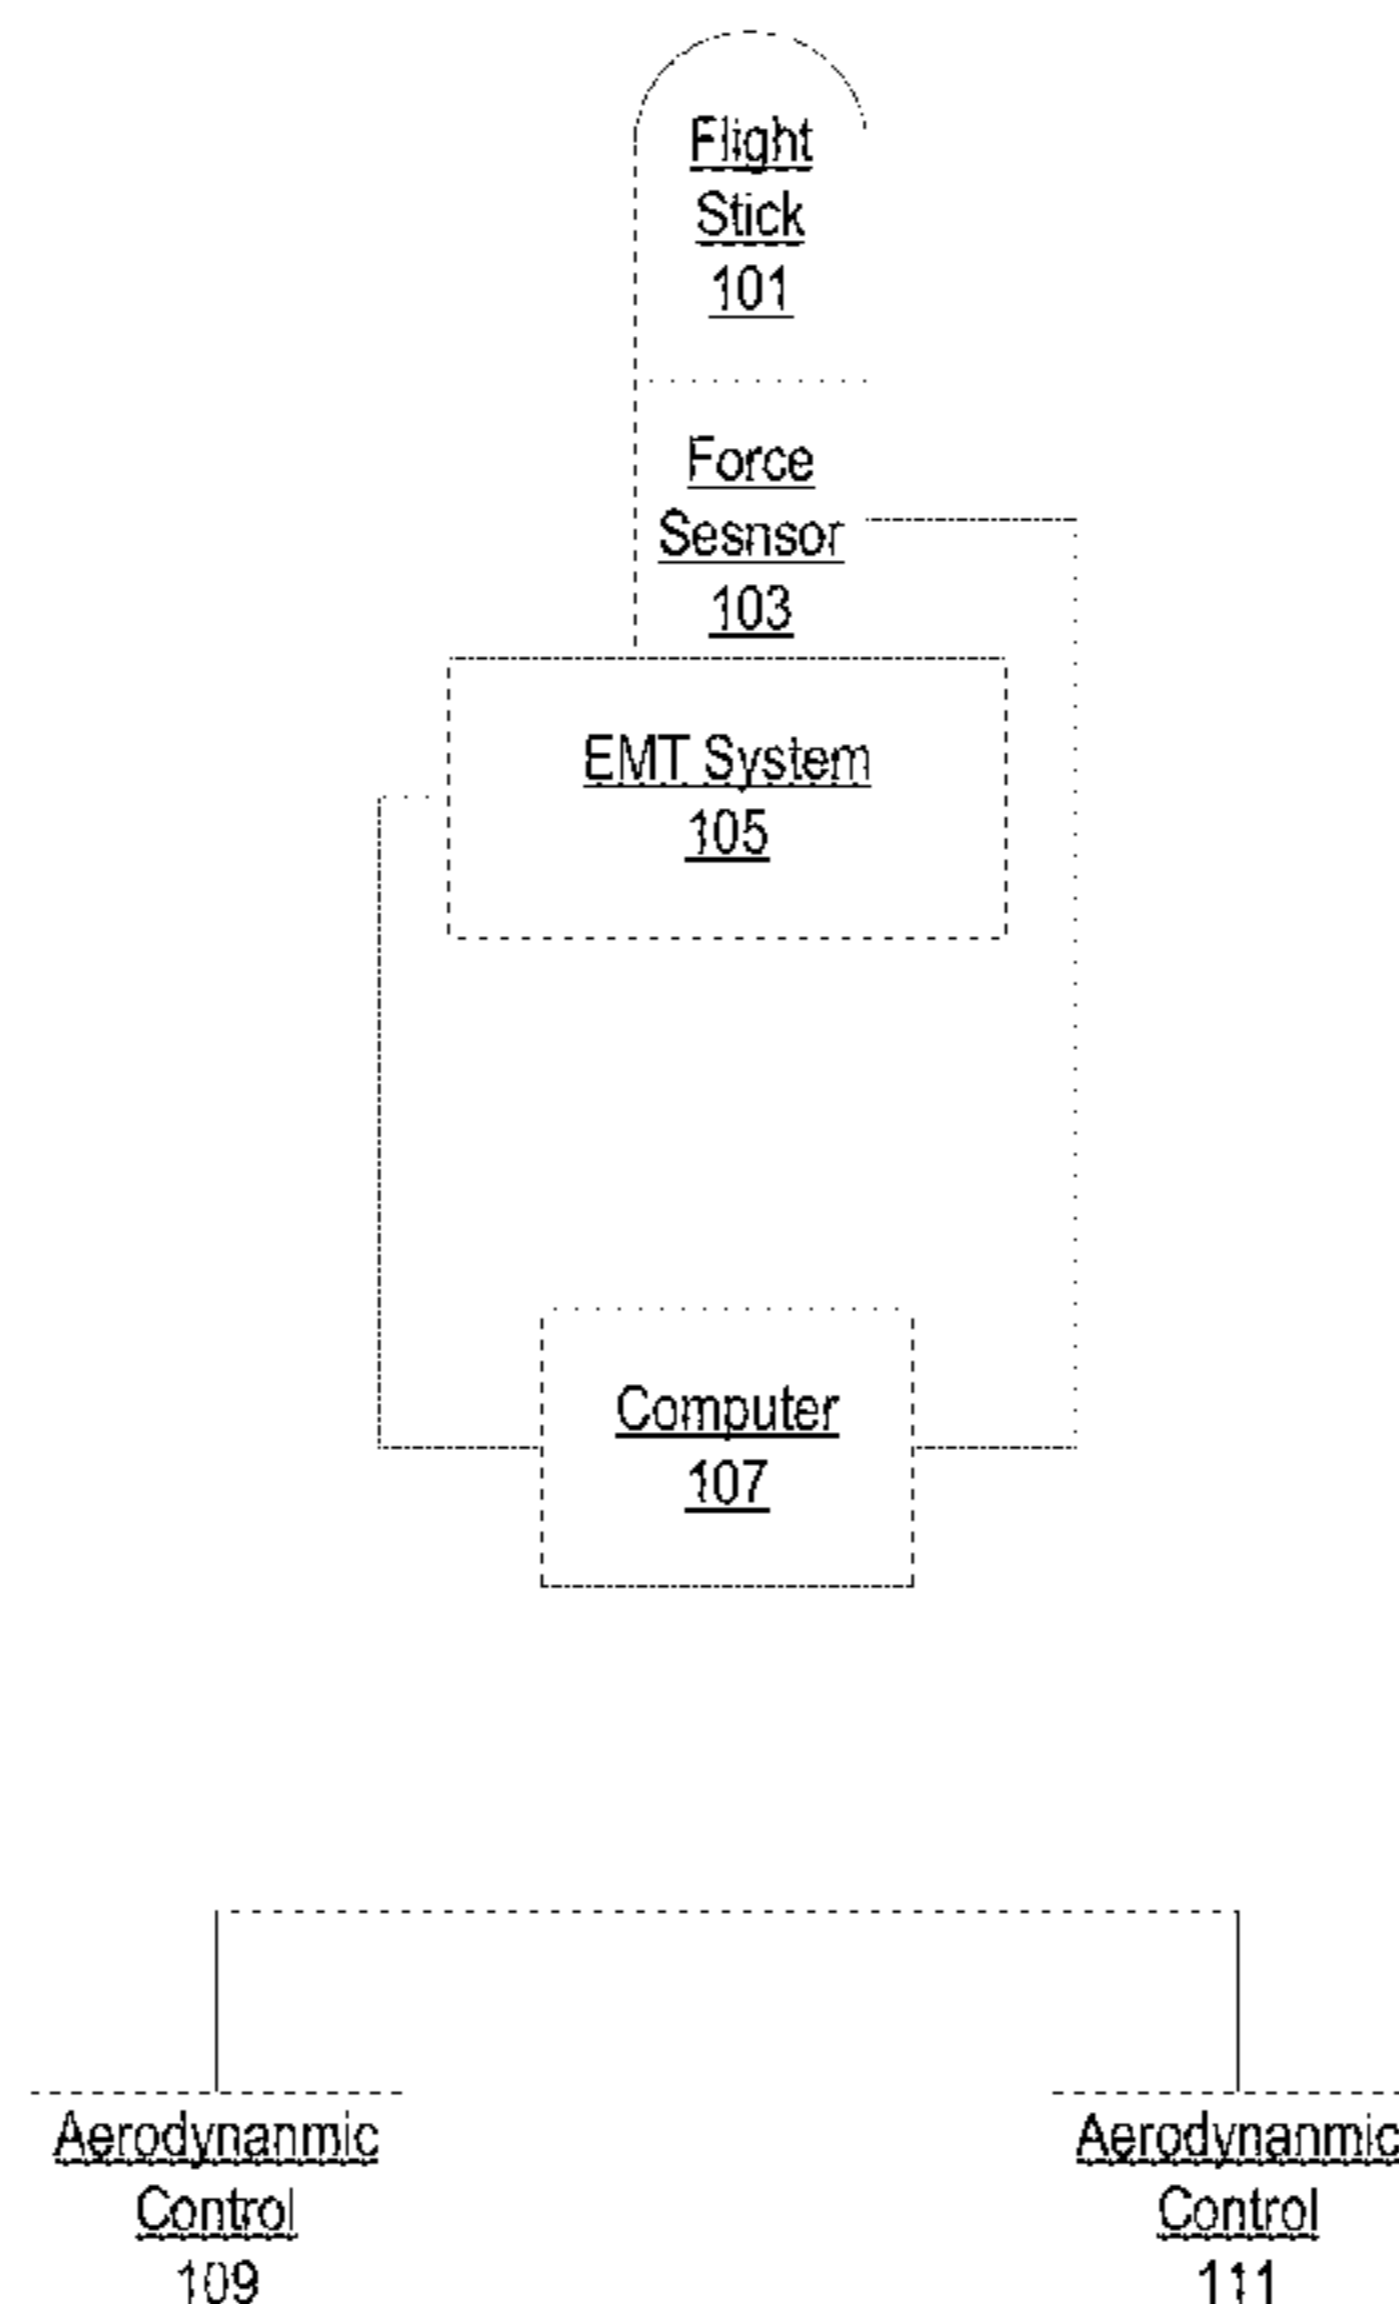 Flight
Stick
101
Force
Sesnsor
103
EMT System
105
Computer
107
Aerodynanmic
Control
109
Aerodynanmic
Control
111